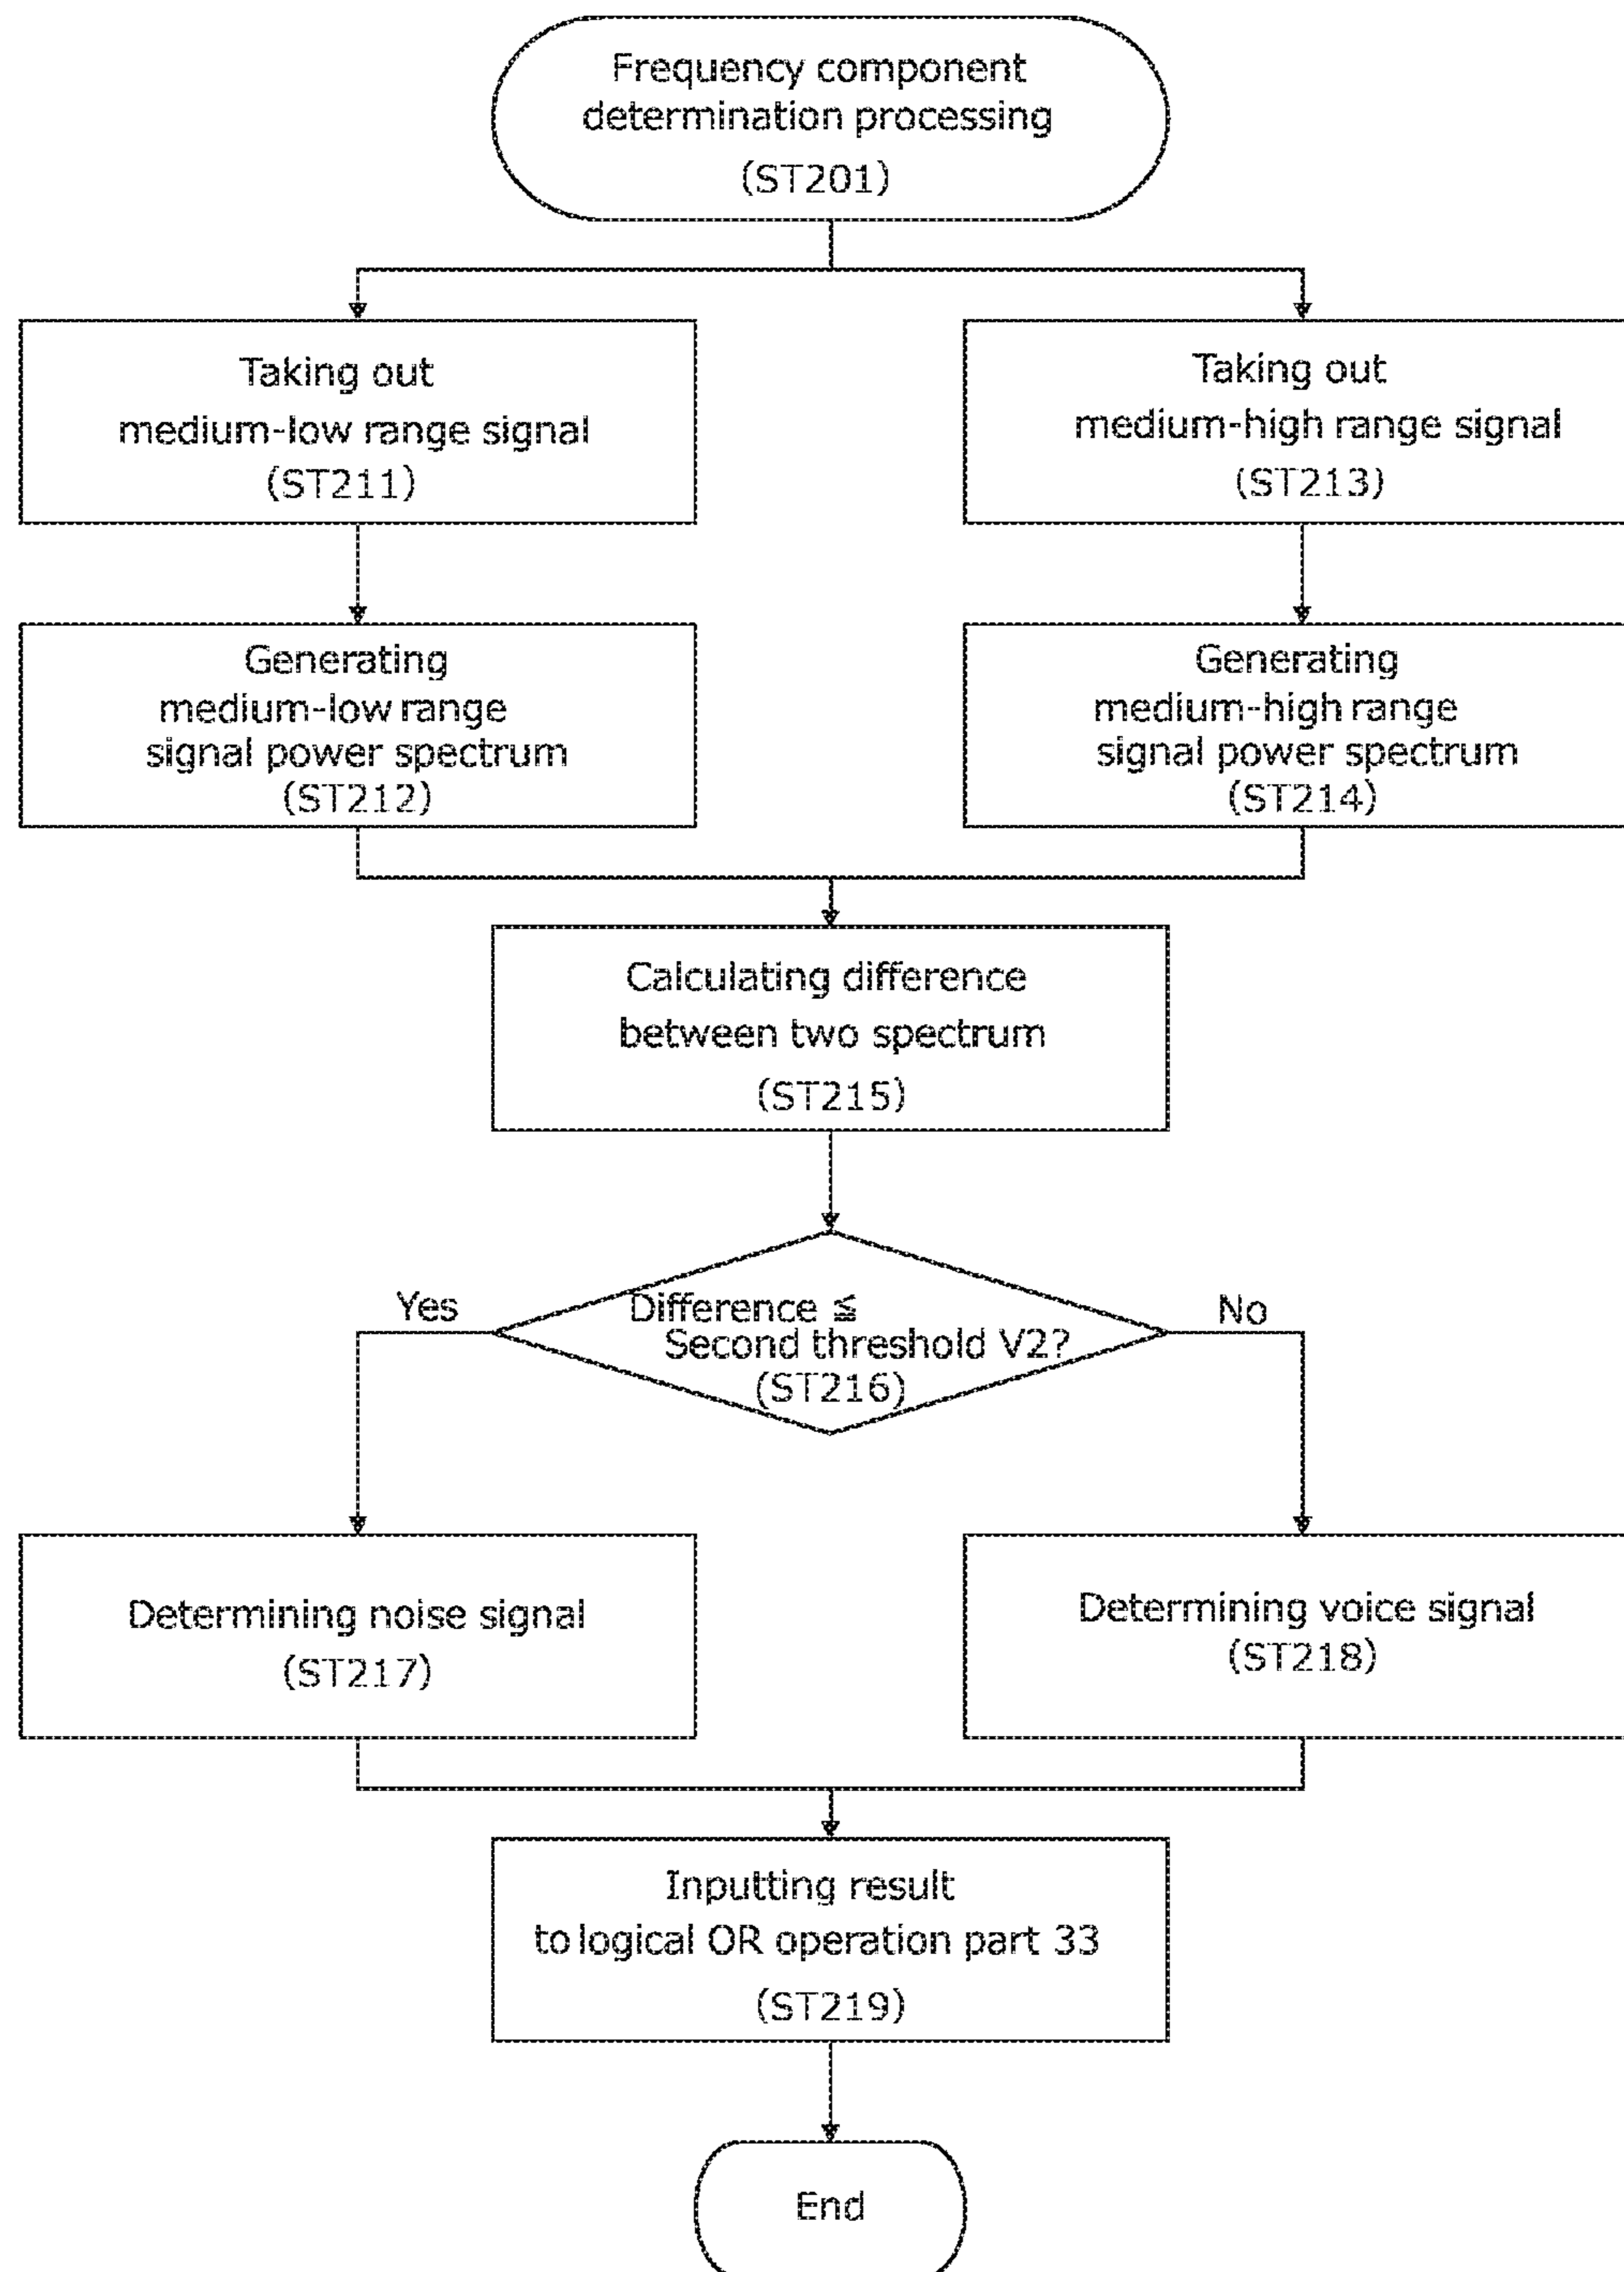 Frequency component
determination processing
(ST201)
Taking out
medium-low range signal
(ST211)
Taking out
medium-high range signal
(ST213)
Generating
medium-low range
signal power spectrum
(ST212)
Generating
medium-high range
signal power spectrum
(ST214)
Calculating difference
between two spectrum
(ST215)
Yes
Difference ≦
Second threshold V2?
(ST216)
No
Determining noise signal
(ST217)
Determining voice signal
(ST218)
Inputting result
to logical OR operation part 33
(ST219)
End